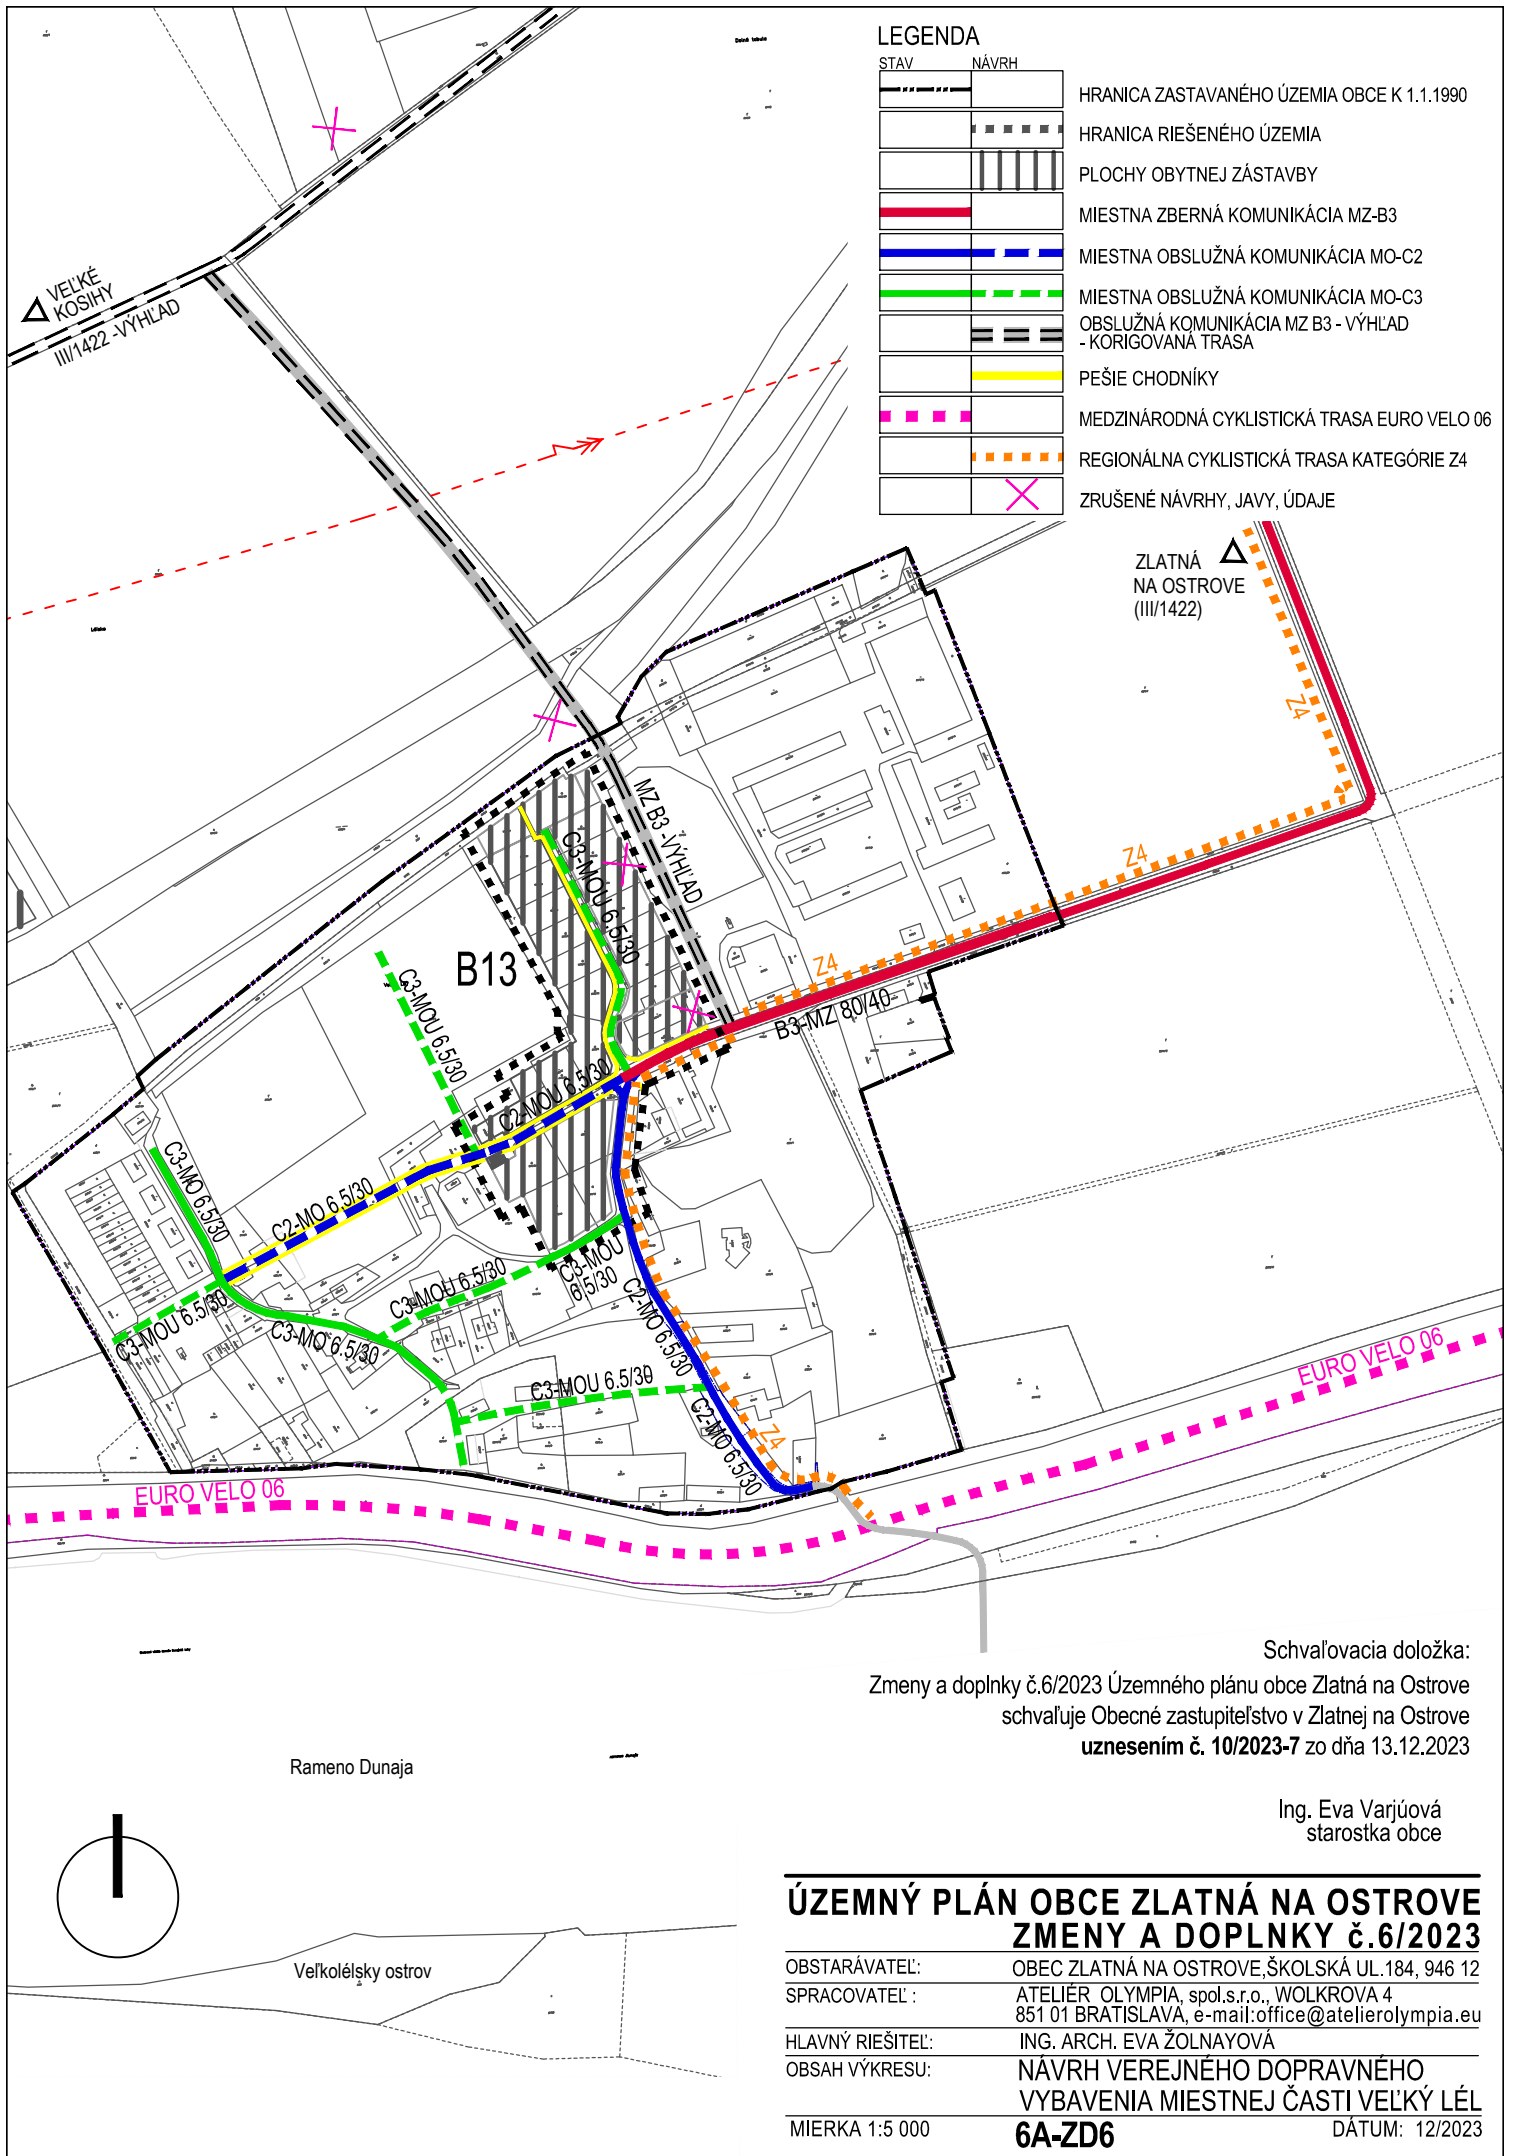 LEGENDA
STAV
NÁVRH
HRANICA ZASTAVANÉHO ÚZEMIA OBCE K 1.1.1990
HRANICA RIEŠENÉHO ÚZEMIA
PLOCHY OBYTNEJ ZÁSTAVBY
MIESTNA ZBERNÁ KOMUNIKÁCIA MZ-B3
MIESTNA OBSLUŽNÁ KOMUNIKÁCIA MO-C2
MIESTNA OBSLUŽNÁ KOMUNIKÁCIA MO-C3
OBSLUŽNÁ KOMUNIKÁCIA MZ B3 - VÝHĽAD
- KORIGOVANÁ TRASA
PEŠIE CHODNÍKY
MEDZINÁRODNÁ CYKLISTICKÁ TRASA EURO VELO 06
REGIONÁLNA CYKLISTICKÁ TRASA KATEGÓRIE Z4
ZRUŠENÉ NÁVRHY, JAVY, ÚDAJE
VEĽKÉ
KOSIHY
III/1422 -VÝHĽAD
ZLATNÁ
NA OSTROVE
(III/1422)
Z4
MZ B3 -VÝHĽAD
C3-MOU 6.5/30
Z4
B13
Z4
C3-MOU 6.5/30
B3-MZ 80/40
C2-MOU 6.5/30
C3-MO 6.5/30
C2-MO 6.5/30
C3-MOU
6.5/30
C3-MOU 6.5/30
C3-MOU 6.5/30
C3-MO 6.5/30
C2-MO 6.5/30
C3-MOU 6.5/30
C2-MO 6.5/30
Z4
EURO VELO 06
EURO VELO 06
Schvaľovacia doložka:
Zmeny a doplnky č.6/2023 Územného plánu obce Zlatná na Ostrove
schvaľuje Obecné zastupiteľstvo v Zlatnej na Ostrove
uznesením č. 10/2023-7 zo dňa 13.12.2023
Rameno Dunaja
Ing. Eva Varjúová
starostka obce
Veľkolélsky ostrov
ÚZEMNÝ PLÁN OBCE ZLATNÁ NA OSTROVE
ZMENY A DOPLNKY č.6/2023
OBSTARÁVATEĽ: OBEC ZLATNÁ NA OSTROVE,ŠKOLSKÁ UL.184, 946 12
SPRACOVATEĽ : ATELIÉR OLYMPIA, spol.s.r.o., WOLKROVA 4
851 01 BRATISLAVA, e-mail:office@atelierolympia.eu
HLAVNÝ RIEŠITEĽ: ING. ARCH. EVA ŽOLNAYOVÁ
OBSAH VÝKRESU: NÁVRH VEREJNÉHO DOPRAVNÉHO
VYBAVENIA MIESTNEJ ČASTI VEĽKÝ LÉL
MIERKA 1:5 000 6A-ZD6 DÁTUM: 12/2023